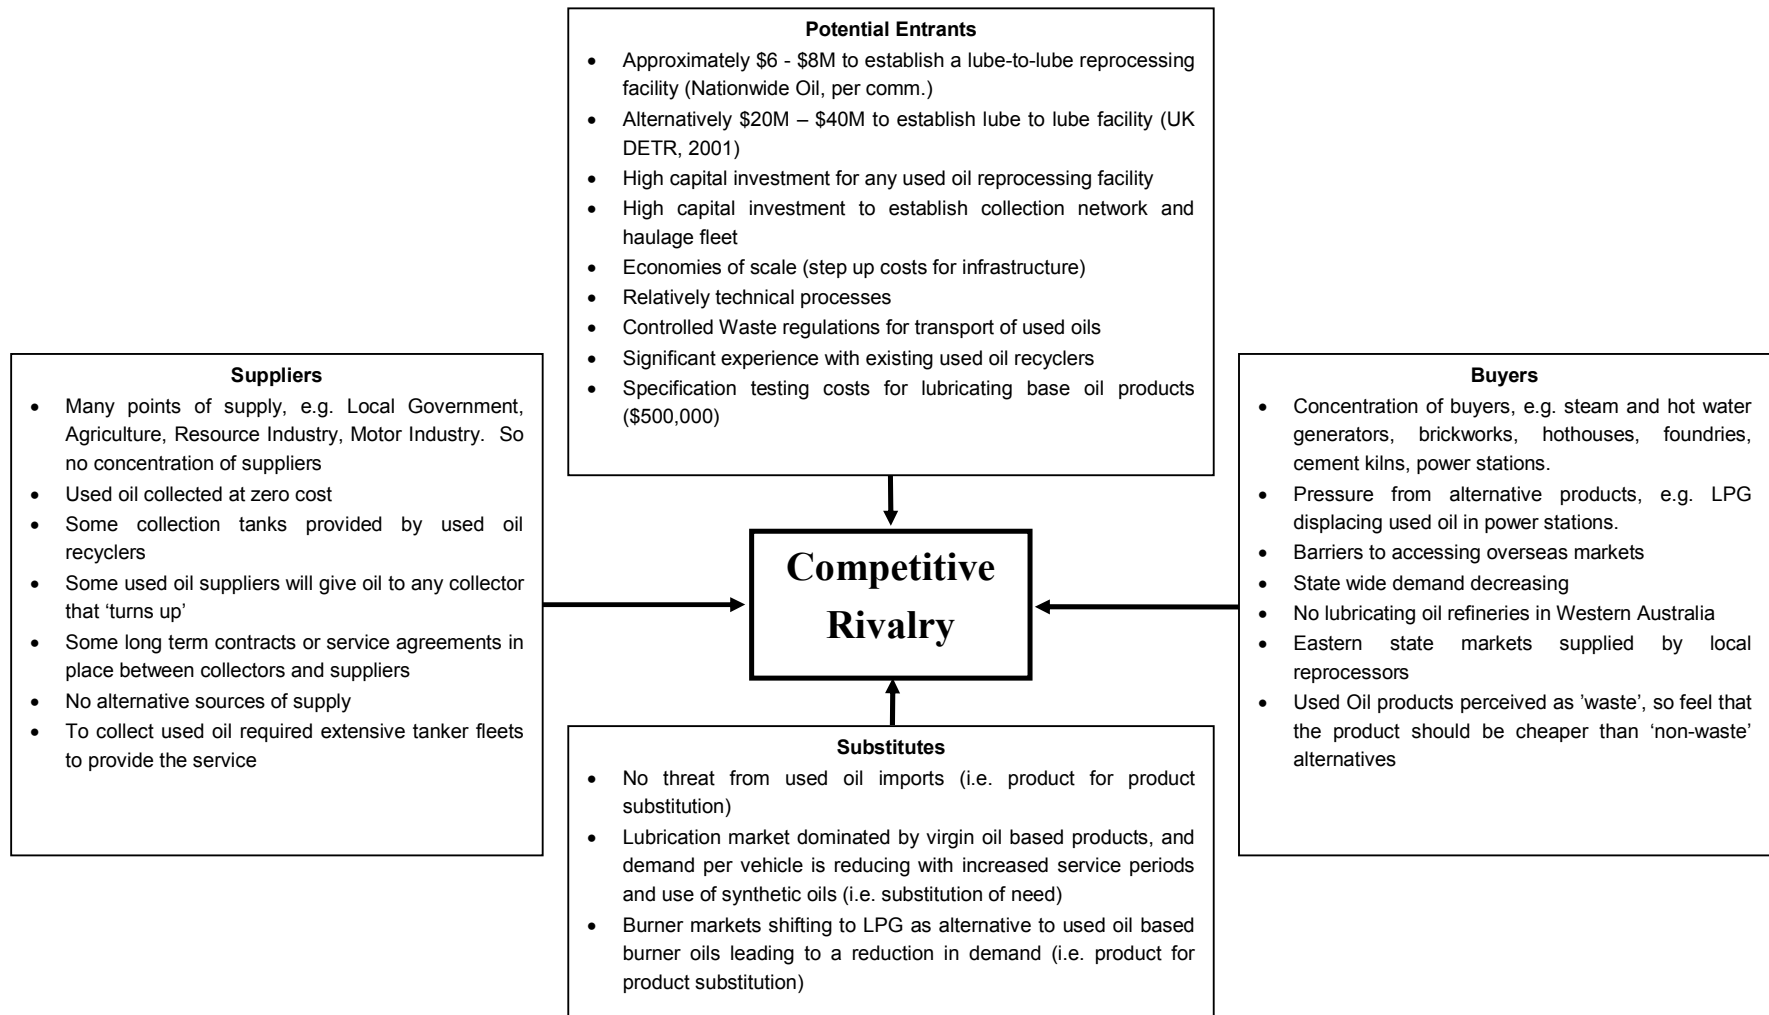 Potential Entrants
• Approximately $6 - $8M to establish a lube-to-lube reprocessing
facility (Nationwide Oil, per comm.)
• Alternatively $20M – $40M to establish lube to lube facility (UK
DETR, 2001)
• High capital investment for any used oil reprocessing facility
• High capital investment to establish collection network and
haulage fleet
• Economies of scale (step up costs for infrastructure)
• Relatively technical processes
• Controlled Waste regulations for transport of used oils
• Significant experience with existing used oil recyclers
• Specification testing costs for lubricating base oil products
($500,000)
Suppliers
• Many points of supply, e.g. Local Government,
Agriculture, Resource Industry, Motor Industry. So
no concentration of suppliers
• Used oil collected at zero cost
• Some collection tanks provided by used oil
recyclers
• Some used oil suppliers will give oil to any collector
that ‘turns up’
• Some long term contracts or service agreements in
place between collectors and suppliers
• No alternative sources of supply
• To collect used oil required extensive tanker fleets
to provide the service
Competitive
Rivalry
Buyers
• Concentration of buyers, e.g. steam and hot water
generators, brickworks, hothouses, foundries,
cement kilns, power stations.
• Pressure from alternative products, e.g. LPG
displacing used oil in power stations.
• Barriers to accessing overseas markets
• State wide demand decreasing
• No lubricating oil refineries in Western Australia
• Eastern state markets supplied by local
reprocessors
• Used Oil products perceived as ’waste’, so feel that
the product should be cheaper than ‘non-waste’
alternatives
Substitutes
• No threat from used oil imports (i.e. product for product
substitution)
• Lubrication market dominated by virgin oil based products, and
demand per vehicle is reducing with increased service periods
and use of synthetic oils (i.e. substitution of need)
• Burner markets shifting to LPG as alternative to used oil based
burner oils leading to a reduction in demand (i.e. product for
product substitution)